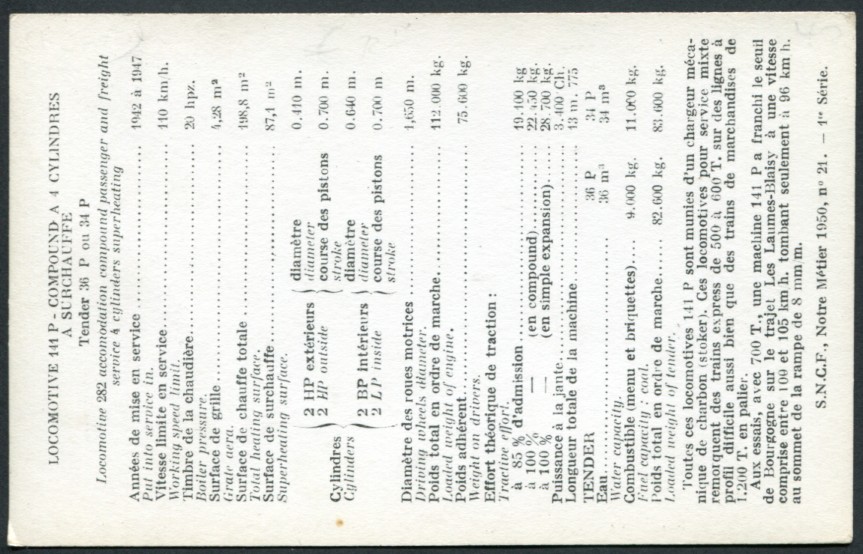 LOCOMOTIVE 141 P - COMPOUND A 4 CYLINDRES
A SURCHAUFFE
Tender 36 P ou 34 P
Locomotive 282 accomodation compound passenger and freight
service 4 cylinders superheating
Années de mise en service 1942 à 1947
Put into service in.
Vitesse limite en service 110 km/h.
Working speed limit.
Timbre de la chaudière 20 hpz.
Boiler pressure.
Surface de grille 4,28 m²
Grate aera.
Surface de chauffe totale 198,8 m²
Total heating surface.
Surface de surchauffe 87,1 m²
Superheating surface.
Cylindres
Cylinders
2 HP extérieurs
2 HP outside
diamètre 0.410 m.
diameter
course des pistons 0.700 m.
stroke
2 BP Intérieurs
2 LP inside
diamètre 0.640 m.
diameter
course des pistons 0.700 m
stroke
Diamètre des roues motrices 1,650 m.
Driving wheels diameter.
Poids total en ordre de marche 112.000 kg.
Loaded weight of engine.
Poids adhérent 75.600 kg.
Weight on drivers.
Effort théorique de traction :
Tractive effort.
à 85 % d'admission 19.400 kg
à 100 % — (en compound) 22.450 kg.
à 100 % — (en simple expansion) 28.700 kg.
Puissance à la jante 3.400 Ch.
Longueur totale de la machine 13 m. 775
TENDER 36 P 34 P
Eau 36 m³ 34 m³
Water capacity.
Combustible (menu et briquettes) 9.000 kg. 11.000 kg.
Fuel capacity : coal.
Poids total en ordre de marche 82.600 kg. 83.600 kg.
Loaded weight of tender.
Toutes ces locomotives 141 P sont munies d'un chargeur méca-
nique de charbon (stoker). Ces locomotives pour service mixte
remorquent des trains express de 500 à 600 T. sur des lignes à
profil difficile aussi bien que des trains de marchandises de
1.200 T. en palier.
Aux essais, avec 700 T., une machine 141 P a franchi le seuil
de Bourgogne sur le trajet Les Laumes-Blaisy à une vitesse
comprise entre 100 et 105 km h. tombant seulement à 96 km h.
au sommet de la rampe de 8 mm m.
S.N.C.F., Notre Métier 1950, n° 21. — 1re Serie.